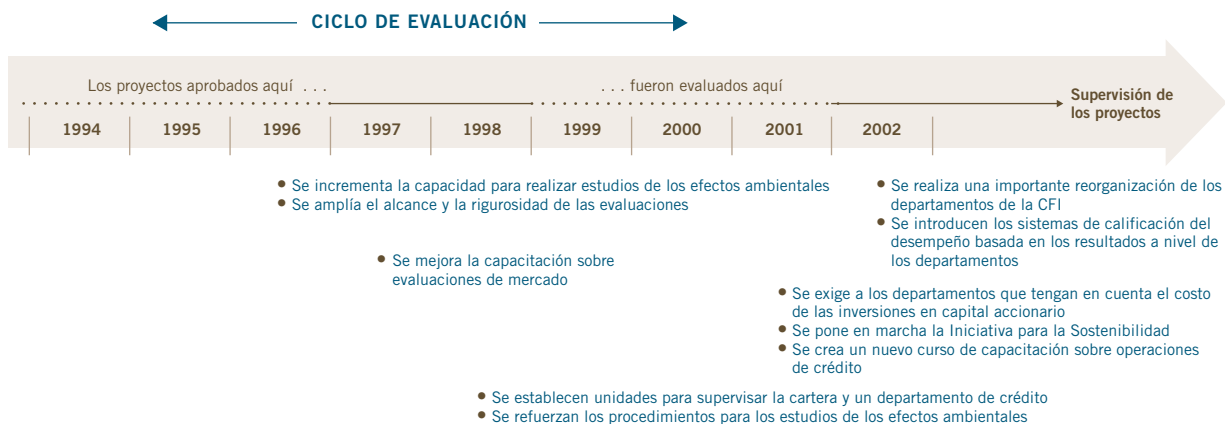 CICLO DE EVALUACIÓN
Los proyectos aprobados aquí . . .
. . . fueron evaluados aquí
Supervisión de
los proyectos
1994 1995 1996 1997 1998 1999 2000 2001 2002
• Se incrementa la capacidad para realizar estudios de los efectos ambientales
• Se amplía el alcance y la rigurosidad de las evaluaciones
• Se realiza una importante reorganización de los
departamentos de la CFI
• Se introducen los sistemas de calificación del
desempeño basada en los resultados a nivel de
los departamentos
• Se mejora la capacitación sobre
evaluaciones de mercado
• Se exige a los departamentos que tengan en cuenta el costo
de las inversiones en capital accionario
• Se pone en marcha la Iniciativa para la Sostenibilidad
• Se crea un nuevo curso de capacitación sobre operaciones
de crédito
• Se establecen unidades para supervisar la cartera y un departamento de crédito
• Se refuerzan los procedimientos para los estudios de los efectos ambientales